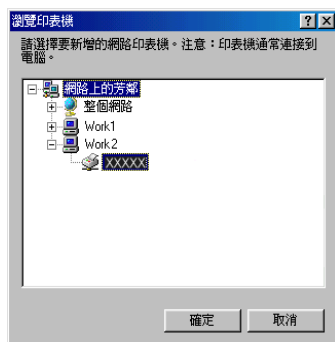 瀏覽印表機
請選擇要新增的網路印表機。注意：印表機通常連接到
電腦。
網路上的芳鄰
整個網路
Work1
Work2
XXXXX
確定
取消